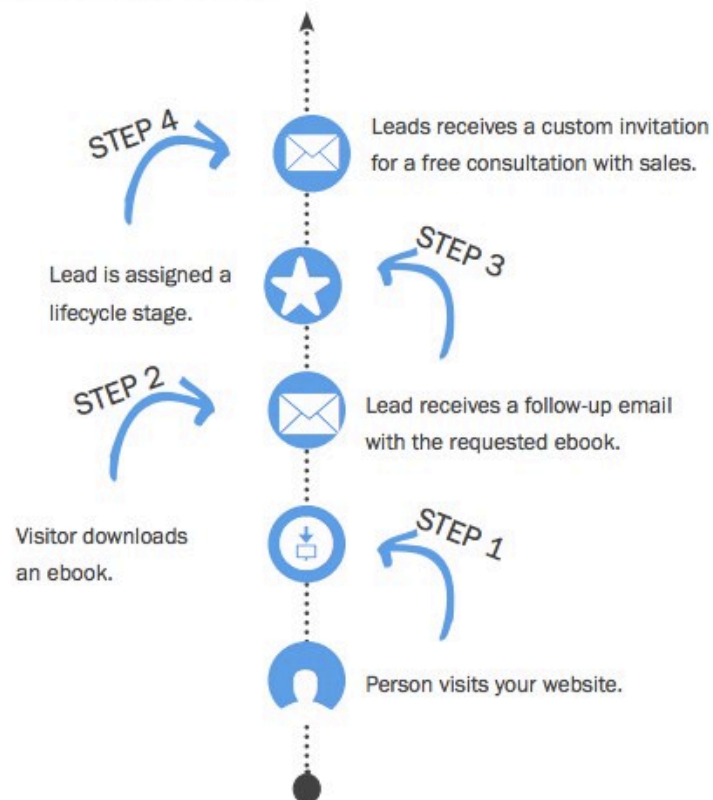 STEP 4
Leads receives a custom invitation
for a free consultation with sales.
STEP 3
Lead is assigned a
lifecycle stage.
STEP 2
Lead receives a follow-up email
with the requested ebook.
STEP 1
Visitor downloads
an ebook.
Person visits your website.